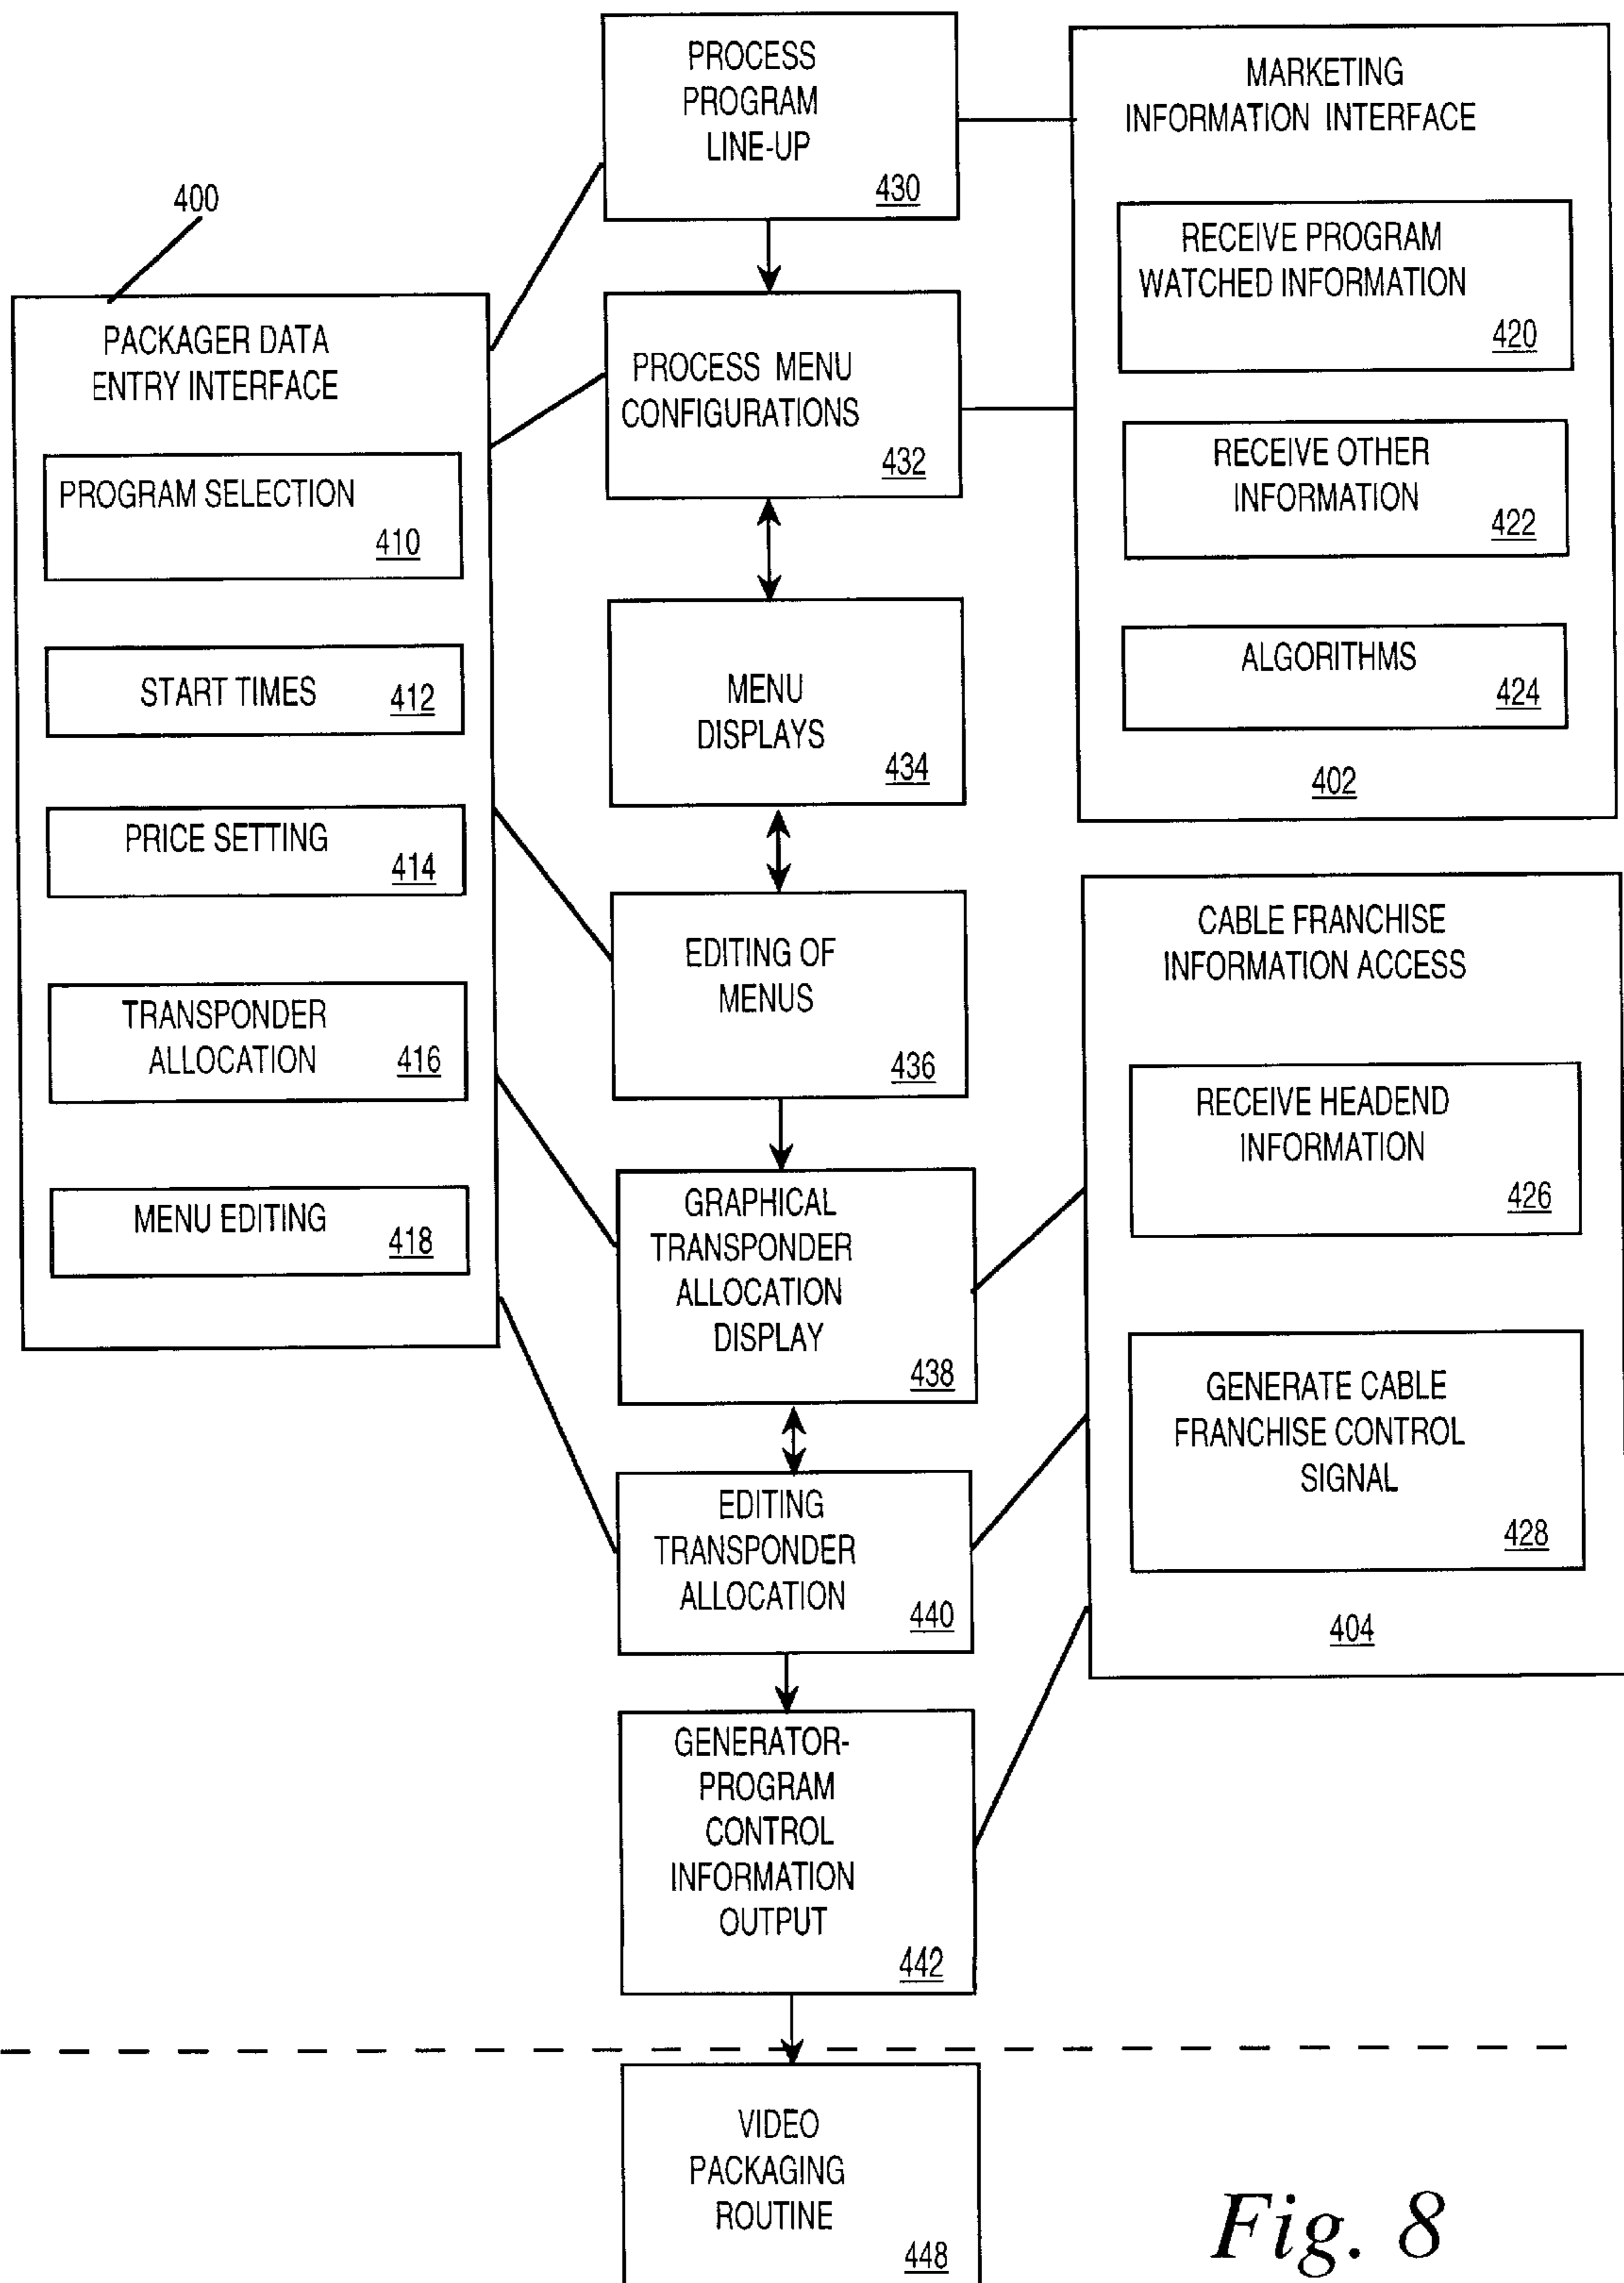 400
PACKAGER DATA
ENTRY INTERFACE
PROGRAM SELECTION
410
START TIMES
412
PRICE SETTING
414
TRANSPONDER
ALLOCATION
416
MENU EDITING
418
PROCESS
PROGRAM
LINE-UP
430
PROCESS MENU
CONFIGURATIONS
432
MENU
DISPLAYS
434
EDITING OF
MENUS
436
GRAPHICAL
TRANSPONDER
ALLOCATION
DISPLAY
438
EDITING
TRANSPONDER
ALLOCATION
440
GENERATOR-
PROGRAM
CONTROL
INFORMATION
OUTPUT
442
VIDEO
PACKAGING
ROUTINE
448
MARKETING
INFORMATION INTERFACE
RECEIVE PROGRAM
WATCHED INFORMATION
420
RECEIVE OTHER
INFORMATION
422
ALGORITHMS
424
402
CABLE FRANCHISE
INFORMATION ACCESS
RECEIVE HEADEND
INFORMATION
426
GENERATE CABLE
FRANCHISE CONTROL
SIGNAL
428
404
Fig. 8